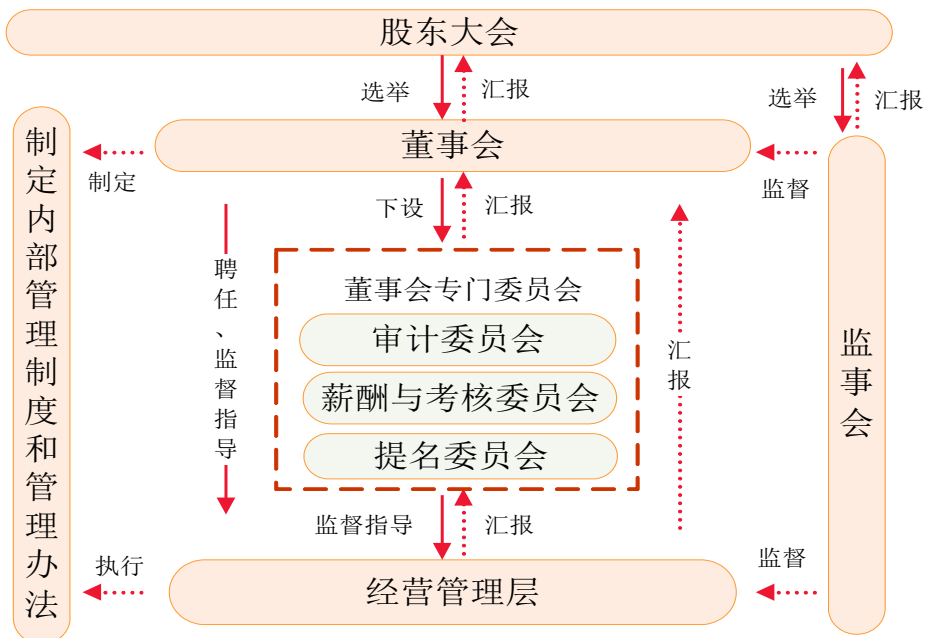 股东大会
选举
汇报
选举
汇报
制定内部管理制度和管理办法
制定
董事会
监督
下设
汇报
聘任、监督指导
董事会专门委员会
审计委员会
薪酬与考核委员会
提名委员会
汇报
监事会
监督指导
汇报
执行
经营管理层
监督